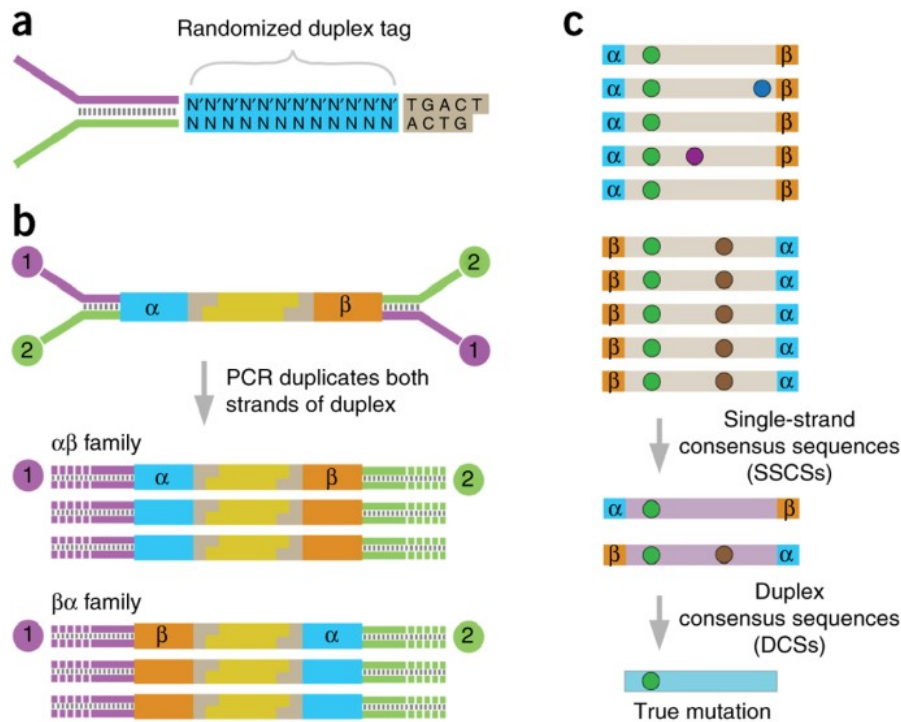 a
Randomized duplex tag
N′N′N′N′N′N′N′N′N′N′N′N′ TGACT
NNNNNNNNNNNN ACTG
b
1
2
α
β
2
1
PCR duplicates both
strands of duplex
αβ family
1
α
β
2
βα family
1
β
α
2
c
α
β
α
β
α
β
α
β
α
β
β
α
β
α
β
α
β
α
β
α
Single-strand
consensus sequences
(SSCSs)
α
β
β
α
Duplex
consensus sequences
(DCSs)
True mutation